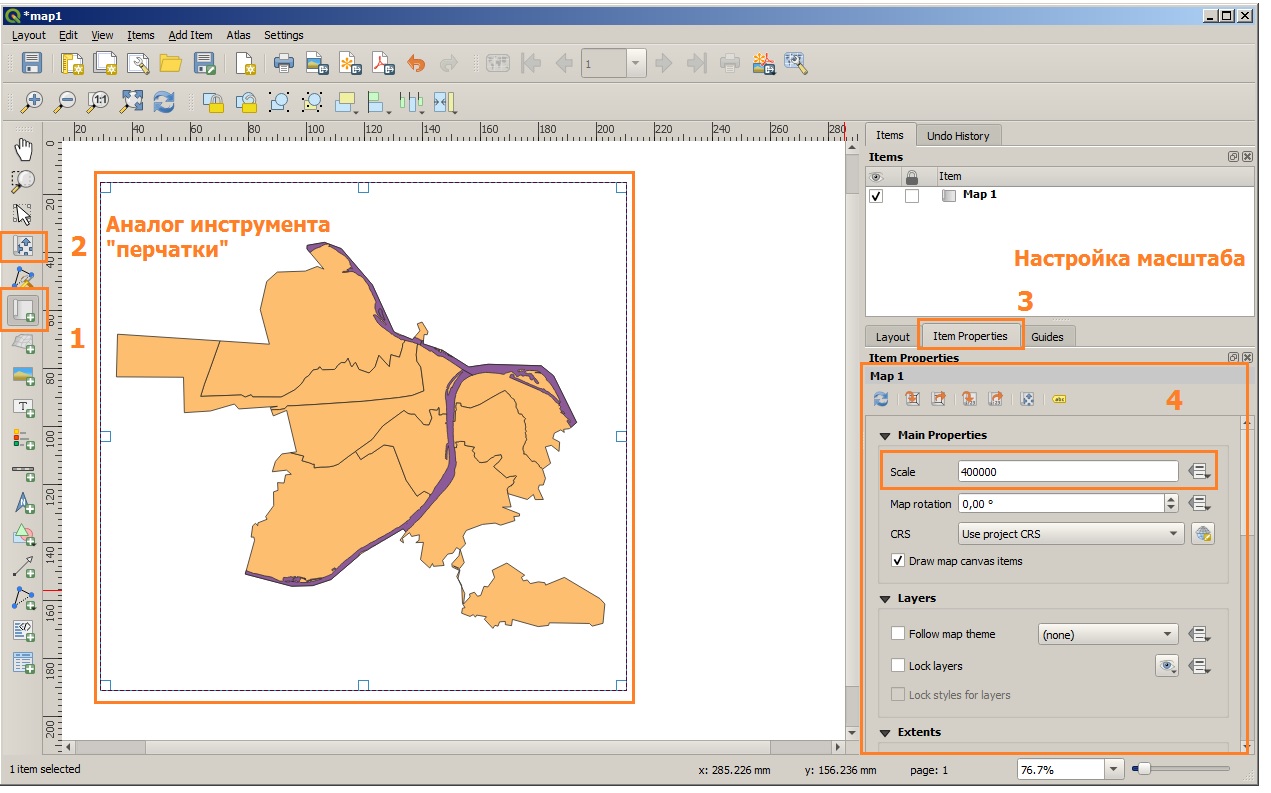 *map1
Layout Edit View Items Add Item Atlas Settings
1
20 40 60 80 100 120 140 160 180 200 220 240 260 280
0
20
40
60
80
100
120
140
160
180
200
Аналог инструмента
"перчатки"
2
1
Items Undo History
Items
Item
Map 1
Настройка масштаба
3
Layout Item Properties Guides
Item Properties
Map 1
4
Main Properties
Scale 400000
Map rotation 0,00 °
CRS Use project CRS
Draw map canvas items
Layers
Follow map theme (none)
Lock layers
Lock styles for layers
Extents
1 item selected x: 285.226 mm y: 156.236 mm page: 1 76.7%